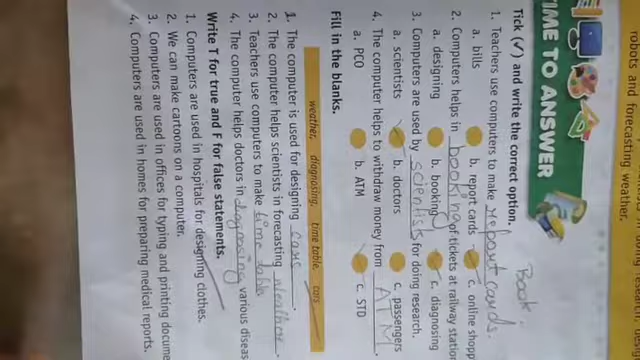 robots and forecasting weather.
TIME TO ANSWER
Book
Tick (✓) and write the correct option.
1. Teachers use computers to make report cards.
a. bills b. report cards c. online shopp
2. Computers helps in booking of tickets at railway stati
a. designing b. booking c. diagnosing
3. Computers are used by scientists for doing research.
a. scientists b. doctors c. passengers
4. The computer helps to withdraw money from ATM.
a. PCO b. ATM c. STD
Fill in the blanks.
weather, diagnosing, time table, cars
1. The computer is used for designing cars.
2. The computer helps scientists in forecasting weather.
3. Teachers use computers to make time table.
4. The computer helps doctors in diagnosing various diseas
Write T for true and F for false statements.
1. Computers are used in hospitals for designing clothes.
2. We can make cartoons on a computer.
3. Computers are used in offices for typing and printing docume
4. Computers are used in homes for preparing medical reports.